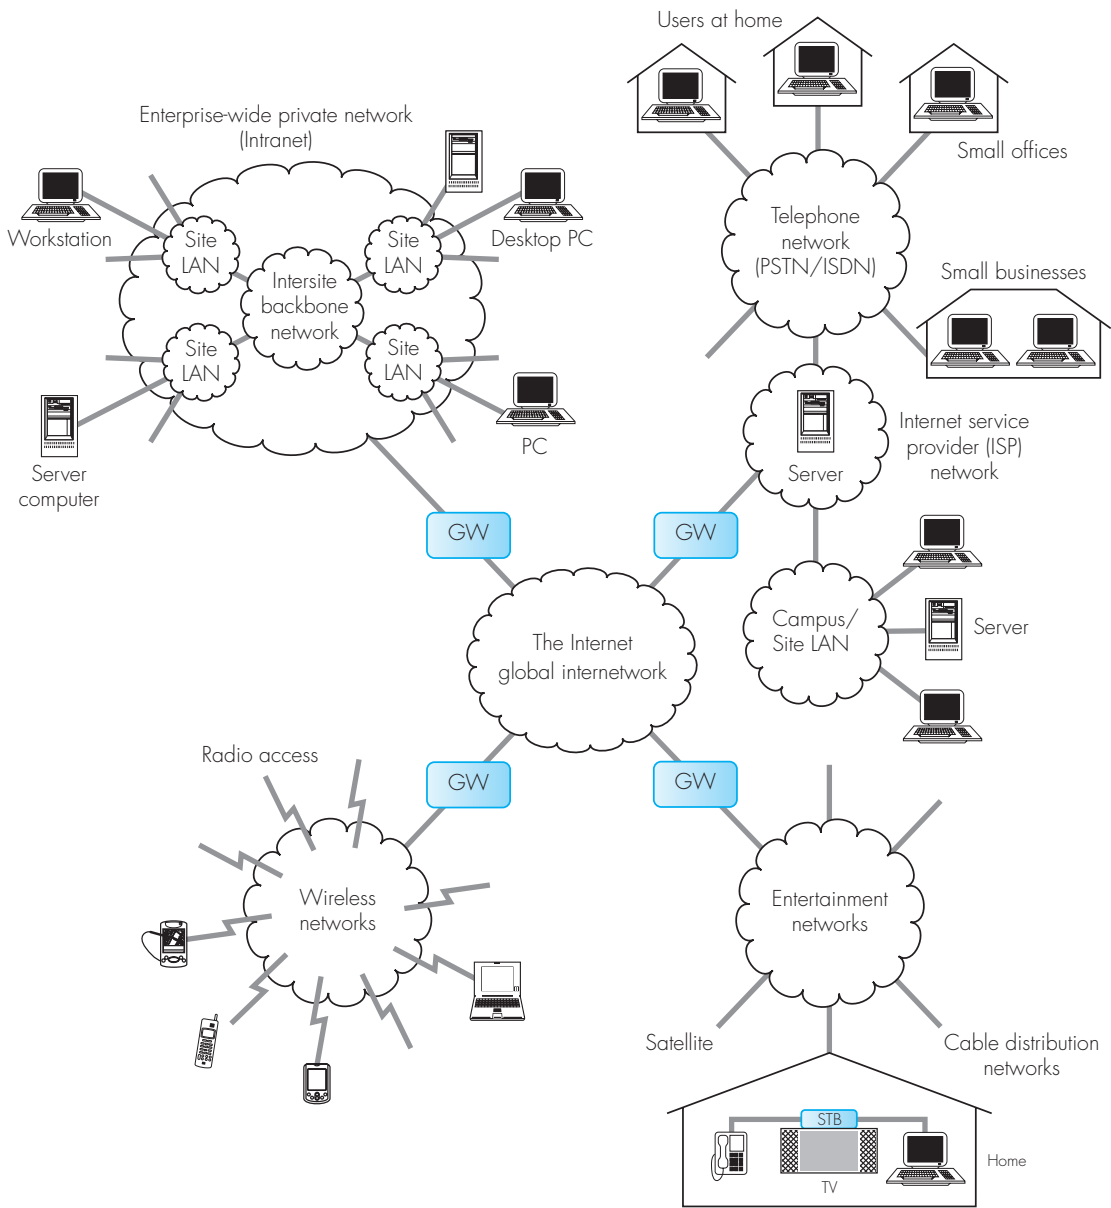 Users at home
Enterprise-wide private network
(Intranet)
Small offices
Workstation
Site
LAN
Site
LAN
Desktop PC
Intersite
backbone
network
Telephone
network
(PSTN/ISDN)
Small businesses
Site
LAN
Site
LAN
PC
Server
computer
Server
Internet service
provider (ISP)
network
GW
GW
The Internet
global internetwork
Campus/
Site LAN
Server
Radio access
GW
GW
Wireless
networks
Entertainment
networks
Satellite
Cable distribution
networks
STB
TV
Home